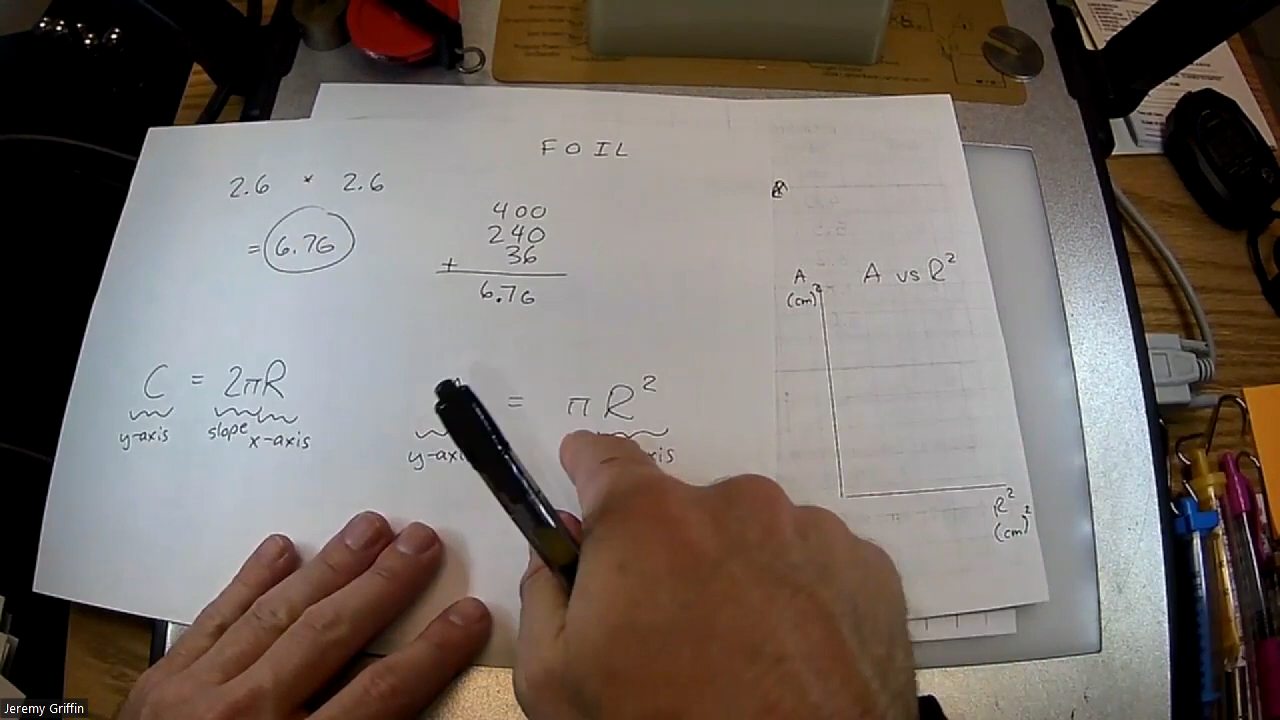 FOIL
2.6 * 2.6
= 6.76
400
240
+ 36
6.76
A vs R²
A
(cm)²
R²
(cm)²
C = 2πR
y-axis slope x-axis
= πR²
Jeremy Griffin